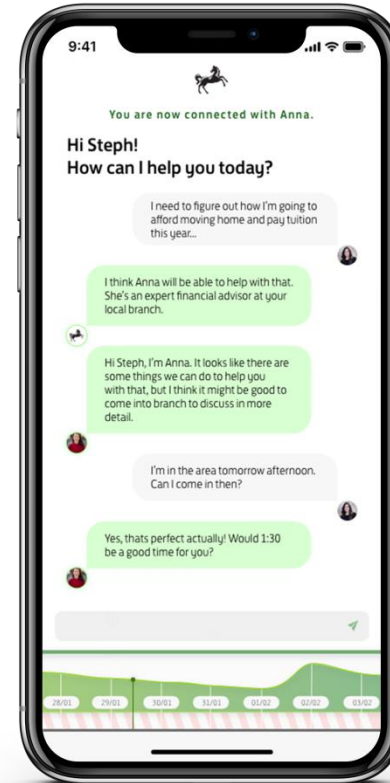 9:41
You are now connected with Anna.
Hi Steph!
How can I help you today?
I need to figure out how I'm going to
afford moving home and pay tuition
this year...
I think Anna will be able to help with that.
She's an expert financial advisor at your
local branch.
Hi Steph, I'm Anna. It looks like there are
some things we can do to help you
with that, but I think it might be good to
come into branch to discuss in more
detail.
I'm in the area tomorrow afternoon.
Can I come in then?
Yes, thats perfect actually! Would 1:30
be a good time for you?
28/01 29/01 30/01 31/01 01/02 02/02 03/02